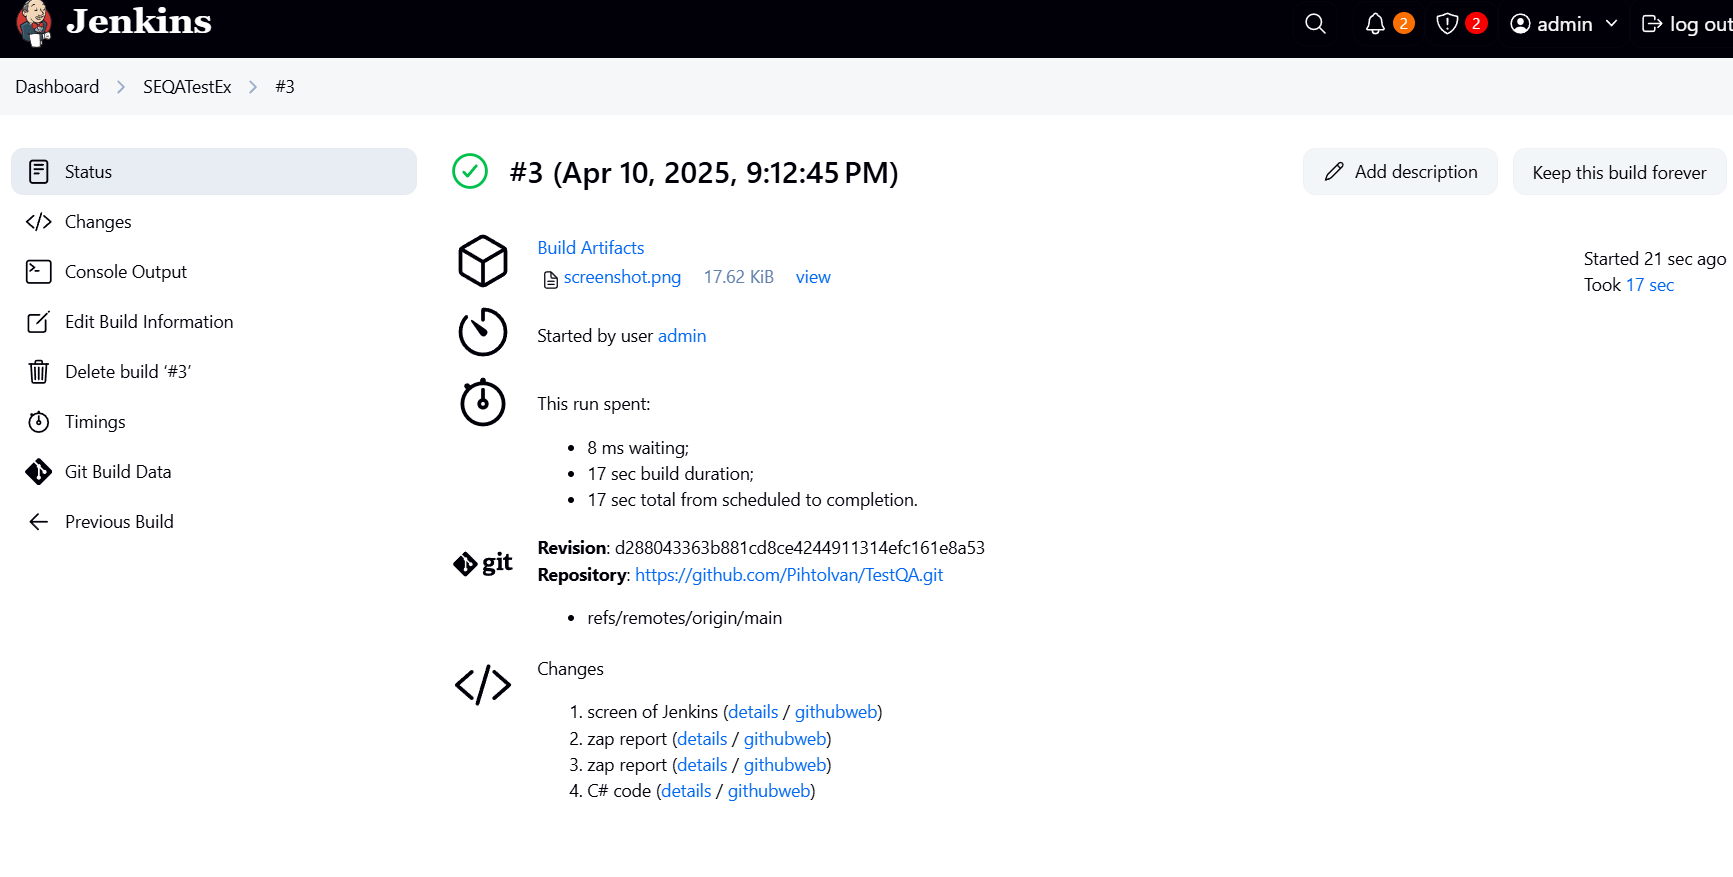 Jenkins
2
2
admin
log out
Dashboard
SEQATestEx
#3
Status
Changes
Console Output
Edit Build Information
Delete build ‘#3’
Timings
Git Build Data
Previous Build
#3 (Apr 10, 2025, 9:12:45 PM)
Add description
Keep this build forever
Build Artifacts
screenshot.png 17.62 KiB view
Started 21 sec ago
Took 17 sec
Started by user admin
This run spent:
• 8 ms waiting;
• 17 sec build duration;
• 17 sec total from scheduled to completion.
git
Revision: d288043363b881cd8ce4244911314efc161e8a53
Repository: https://github.com/Pihtolvan/TestQA.git
• refs/remotes/origin/main
Changes
1. screen of Jenkins (details / githubweb)
2. zap report (details / githubweb)
3. zap report (details / githubweb)
4. C# code (details / githubweb)